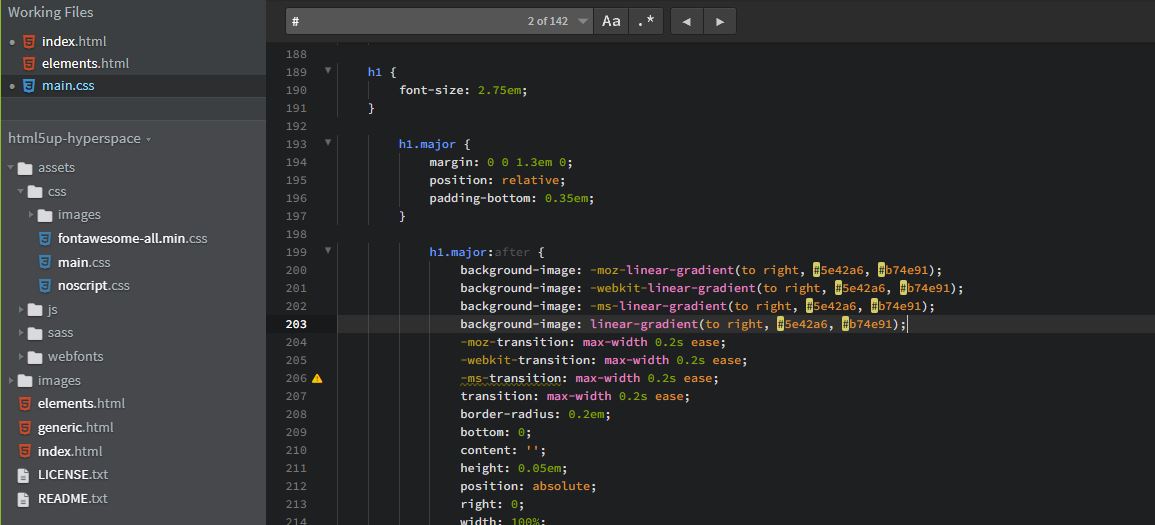 Working Files
index.html
elements.html
main.css
html5up-hyperspace
assets
css
images
fontawesome-all.min.css
main.css
noscript.css
js
sass
webfonts
images
elements.html
generic.html
index.html
LICENSE.txt
README.txt
# 2 of 142 Aa .*
188
189 h1 {
190 font-size: 2.75em;
191 }
192
193 h1.major {
194 margin: 0 0 1.3em 0;
195 position: relative;
196 padding-bottom: 0.35em;
197 }
198
199 h1.major:after {
200 background-image: -moz-linear-gradient(to right, #5e42a6, #b74e91);
201 background-image: -webkit-linear-gradient(to right, #5e42a6, #b74e91);
202 background-image: -ms-linear-gradient(to right, #5e42a6, #b74e91);
203 background-image: linear-gradient(to right, #5e42a6, #b74e91);
204 -moz-transition: max-width 0.2s ease;
205 -webkit-transition: max-width 0.2s ease;
206 -ms-transition: max-width 0.2s ease;
207 transition: max-width 0.2s ease;
208 border-radius: 0.2em;
209 bottom: 0;
210 content: '';
211 height: 0.05em;
212 position: absolute;
213 right: 0;
214 width: 100%;